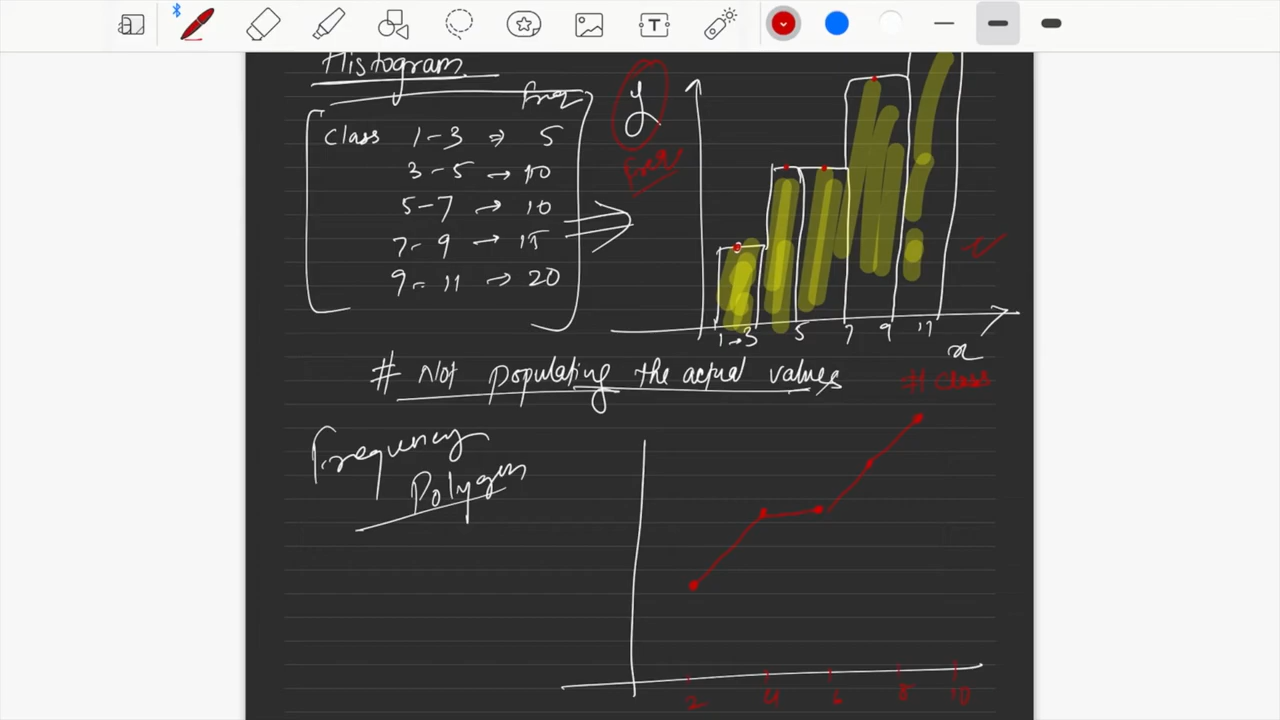 Histogram
Freq
class 1-3 ⇒ 5
3-5 → 10
5-7 → 10
7-9 → 15
9-11 → 20
y
Freq
1→3 5 7 9 11
x
# class
# Not populating the actual values
Frequency
Polygon
2 4 6 8 10
T